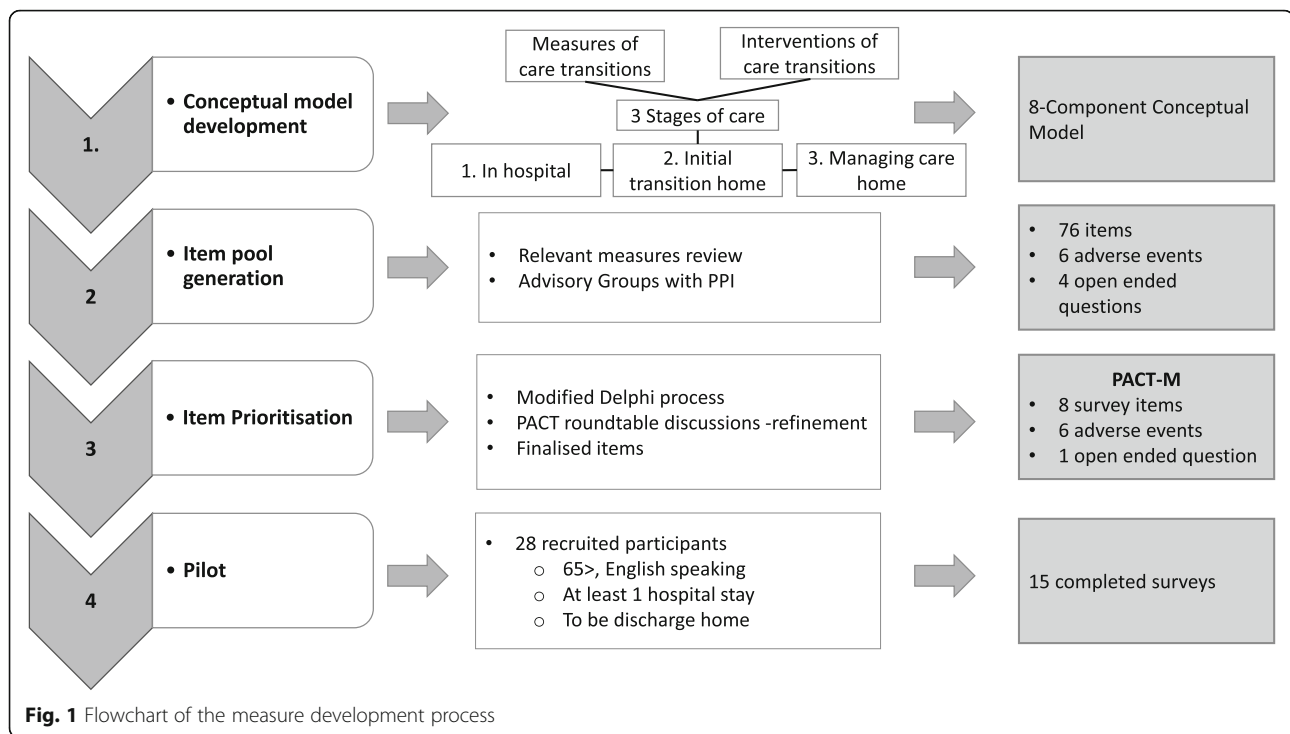 1.
• Conceptual model
development
Measures of
care transitions
Interventions of
care transitions
3 Stages of care
1. In hospital
2. Initial
transition home
3. Managing care
home
8-Component Conceptual
Model
2
• Item pool
generation
• Relevant measures review
• Advisory Groups with PPI
• 76 items
• 6 adverse events
• 4 open ended
questions
3
• Item Prioritisation
• Modified Delphi process
• PACT roundtable discussions -refinement
• Finalised items
PACT-M
• 8 survey items
• 6 adverse events
• 1 open ended question
4
• Pilot
• 28 recruited participants
o 65>, English speaking
o At least 1 hospital stay
o To be discharge home
15 completed surveys
Fig. 1 Flowchart of the measure development process